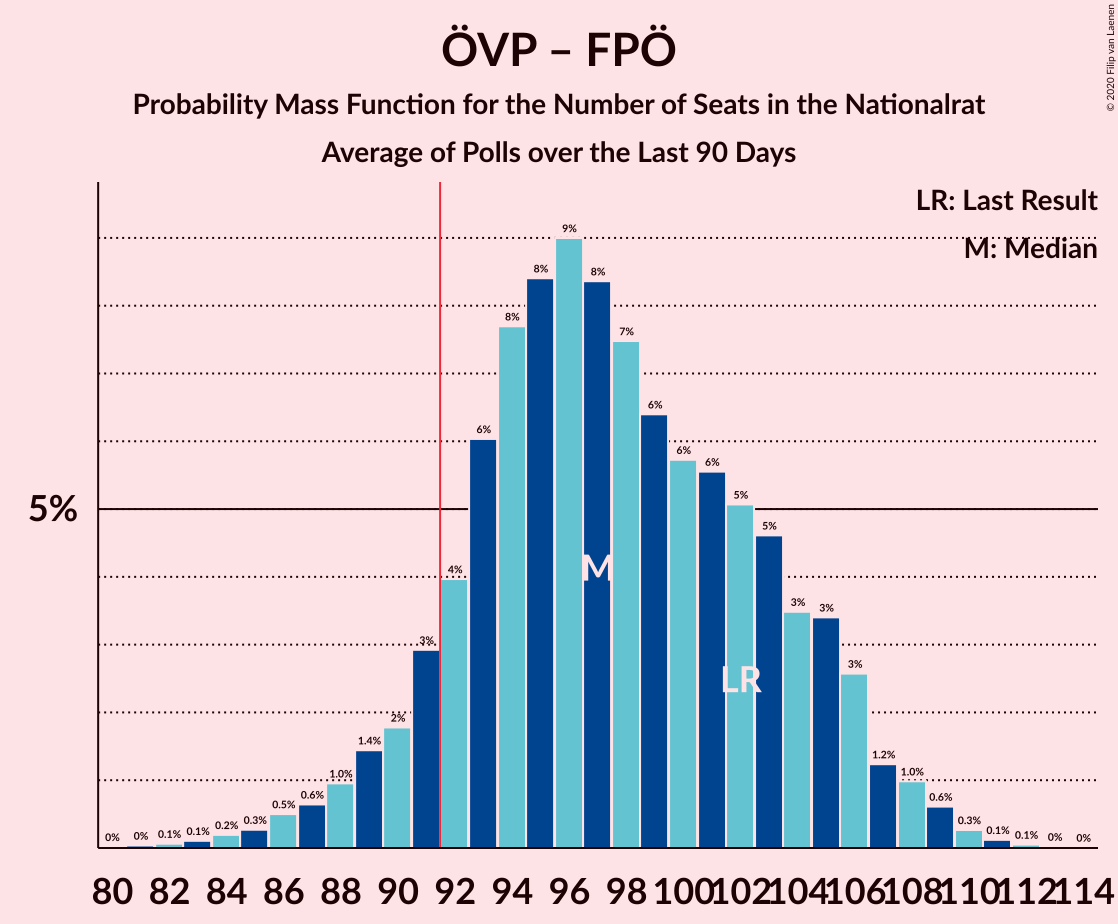 ÖVP – FPÖ
Probability Mass Function for the Number of Seats in the Nationalrat
Average of Polls over the Last 90 Days
© 2020 Filip van Laenen
LR: Last Result
M: Median
5%
0% 0% 0.1% 0.1% 0.2% 0.3% 0.5% 0.6% 1.0% 1.4% 2% 3% 4% 6% 8% 8% 9% 8% 7% 6% 6% 6% 5% 5% 3% 3% 3% 1.2% 1.0% 0.6% 0.3% 0.1% 0.1% 0% 0%
M
LR
80 82 84 86 88 90 92 94 96 98 100 102 104 106 108 110 112 114